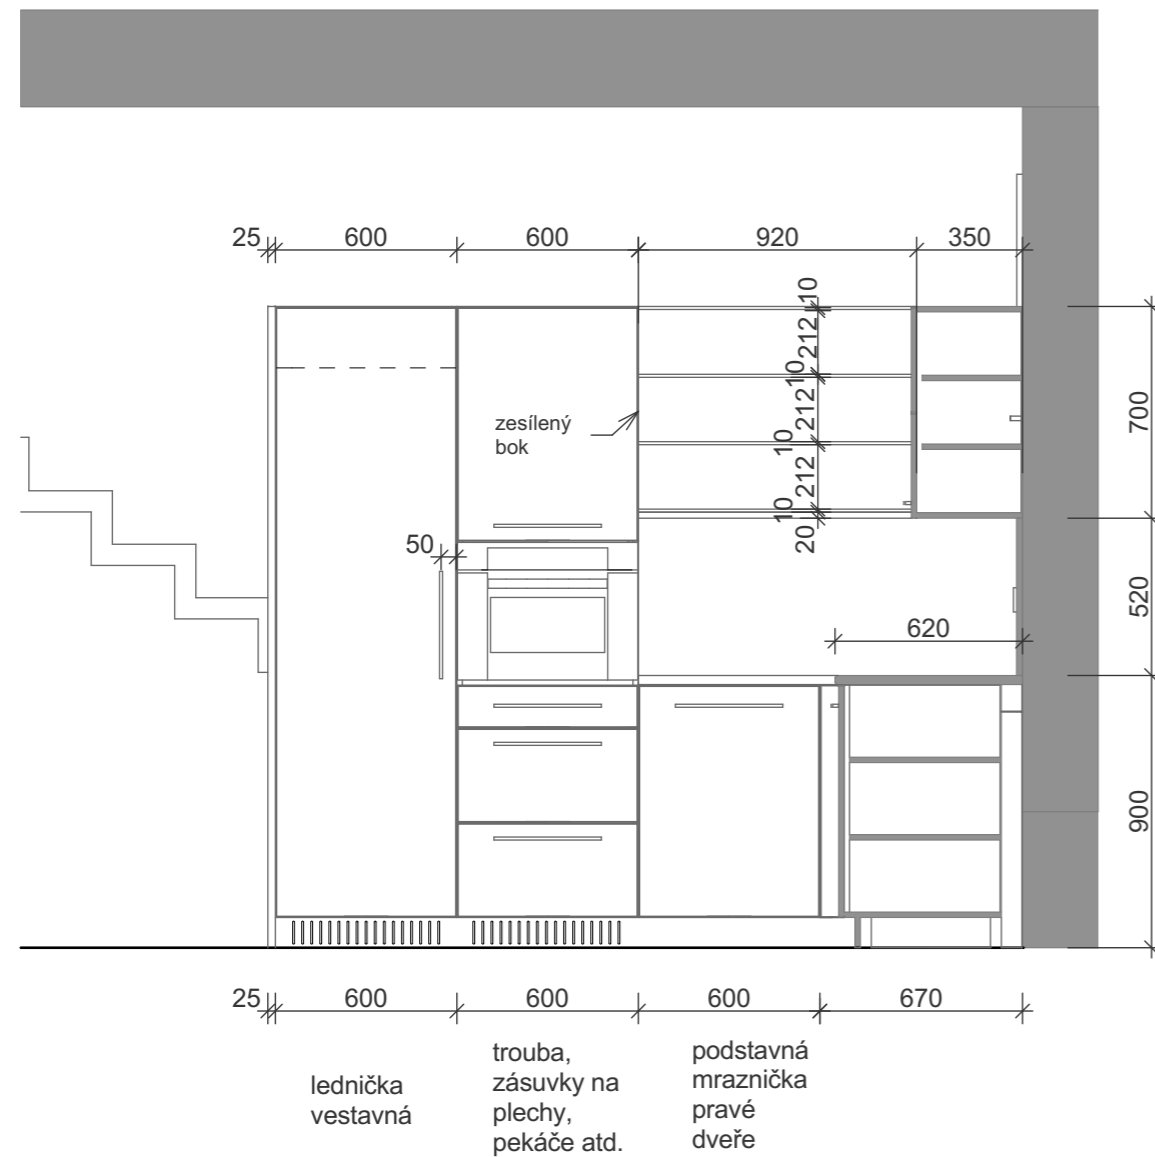 25 600 600 920 350
10
212
10
212
10
212
10
20
zesílený
bok
50
700
520
620
900
25 600 600 600 670
lednička
vestavná
trouba,
zásuvky na
plechy,
pekáče atd.
podstavná
mraznička
pravé
dveře